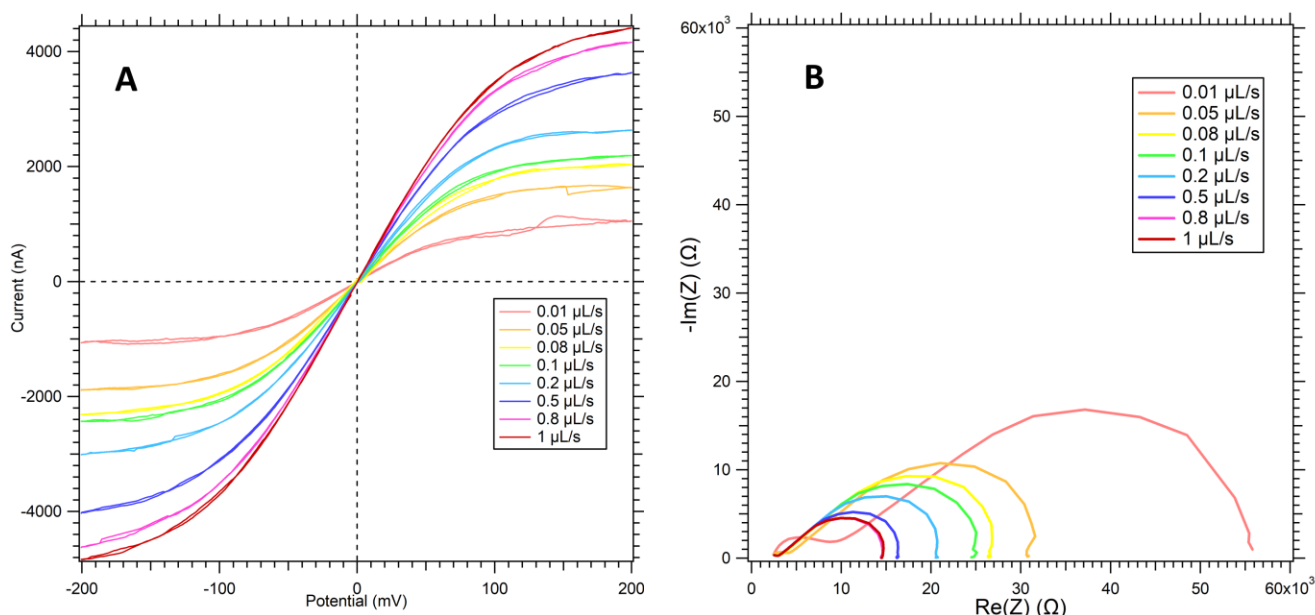 A
4000
2000
0
-2000
-4000
Current (nA)
-200
-100
0
100
200
Potential (mV)
0.01 µL/s
0.05 µL/s
0.08 µL/s
0.1 µL/s
0.2 µL/s
0.5 µL/s
0.8 µL/s
1 µL/s
B
60x10³
50
40
30
20
10
0
-Im(Z) (Ω)
0
10
20
30
40
50
60x10³
Re(Z) (Ω)
0.01 µL/s
0.05 µL/s
0.08 µL/s
0.1 µL/s
0.2 µL/s
0.5 µL/s
0.8 µL/s
1 µL/s